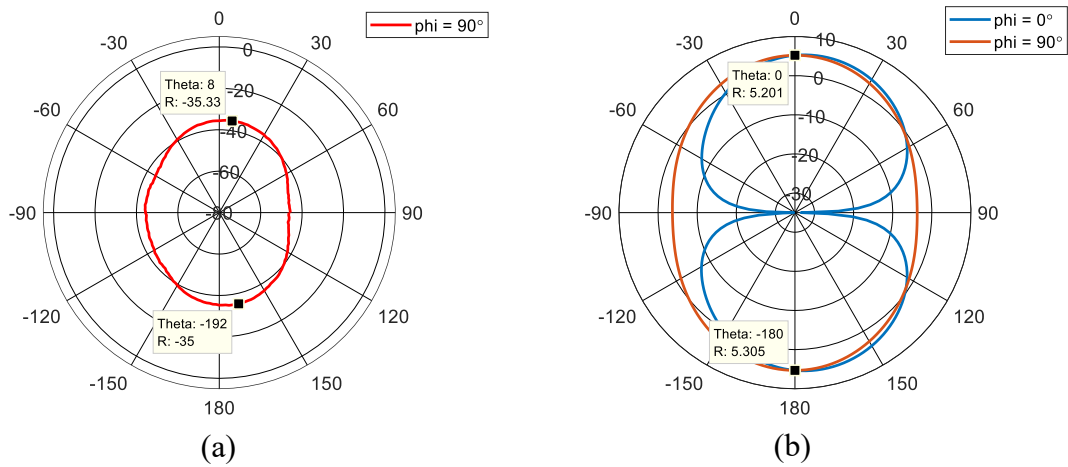 0
phi = 90°
-30
30
0
Theta: 8
R: -35.33
-20
-60
60
-40
-60
-90
-80
90
-120
120
Theta: -192
R: -35
-150
150
180
(a)
0
phi = 0°
phi = 90°
-30
10
30
Theta: 0
R: 5.201
0
-60
60
-10
-20
-30
-90
90
-120
120
Theta: -180
R: 5.305
-150
150
180
(b)